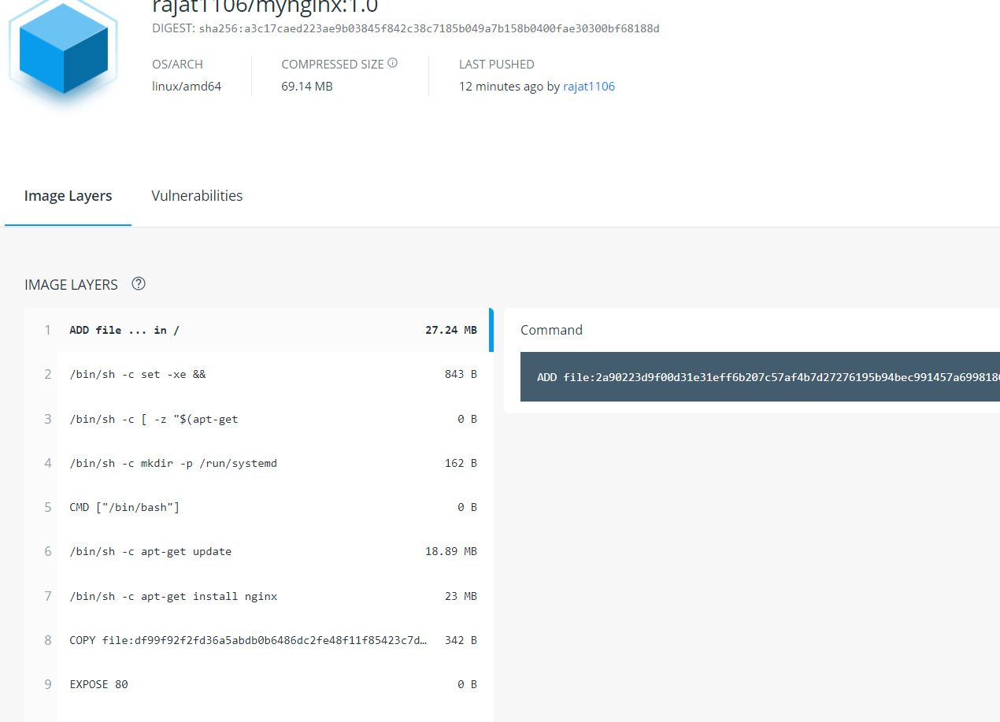 rajat1106/mynginx:1.0
DIGEST: sha256:a3c17caed223ae9b03845f842c38c7185b049a7b158b0400fae30300bf68188d
OS/ARCH COMPRESSED SIZE LAST PUSHED
linux/amd64 69.14 MB 12 minutes ago by rajat1106
Image Layers Vulnerabilities
IMAGE LAYERS
1 ADD file ... in / 27.24 MB
2 /bin/sh -c set -xe && 843 B
3 /bin/sh -c [ -z "$(apt-get 0 B
4 /bin/sh -c mkdir -p /run/systemd 162 B
5 CMD ["/bin/bash"] 0 B
6 /bin/sh -c apt-get update 18.89 MB
7 /bin/sh -c apt-get install nginx 23 MB
8 COPY file:df99f92f2fd36a5abdb0b6486dc2fe48f11f85423c7d… 342 B
9 EXPOSE 80 0 B
Command
ADD file:2a90223d9f00d31e31eff6b207c57af4b7d27276195b94bec991457a699818